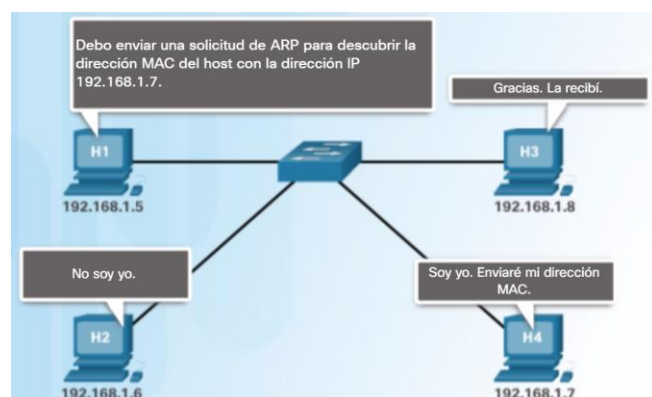 Debo enviar una solicitud de ARP para descubrir la
dirección MAC del host con la dirección IP
192.168.1.7.
Gracias. La recibí.
H1
H3
192.168.1.5
192.168.1.8
No soy yo.
Soy yo. Enviaré mi dirección
MAC.
H2
H4
192.168.1.6
192.168.1.7